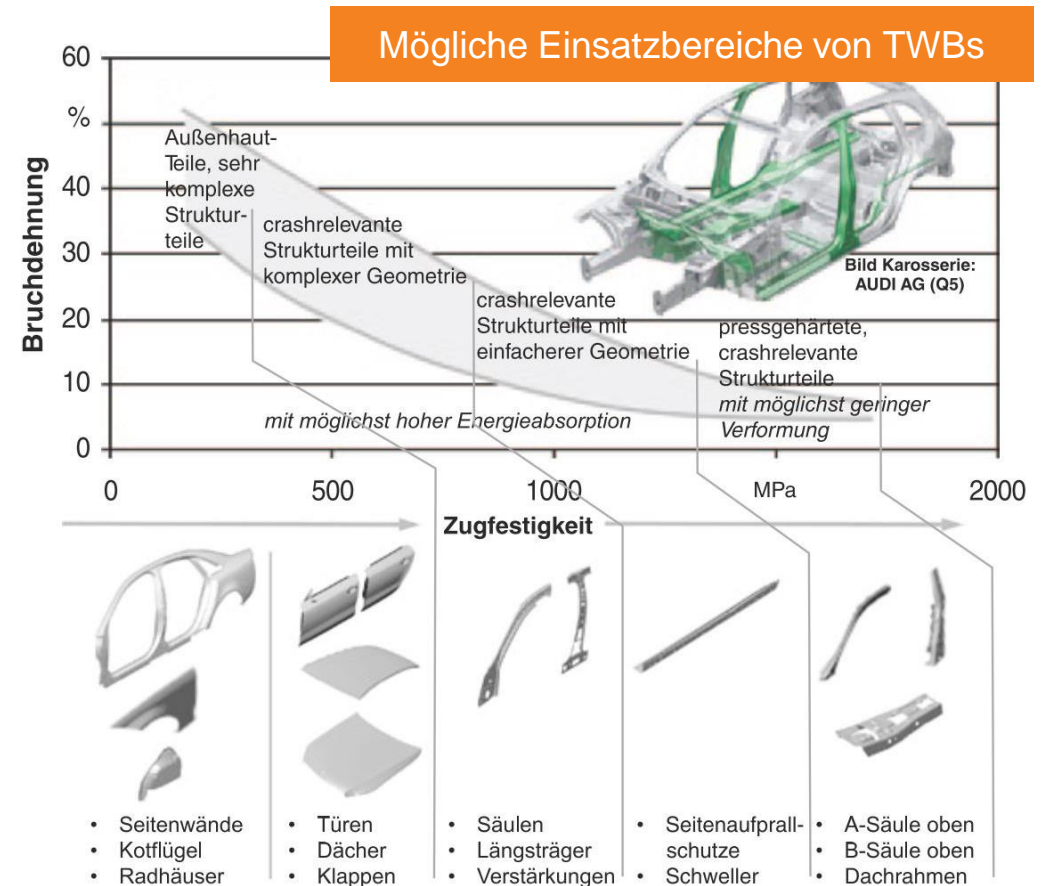 Mögliche Einsatzbereiche von TWBs
60
%
40
30
20
10
0
Bruchdehnung
Außenhaut-
Teile, sehr
komplexe
Struktur-
teile
crashrelevante
Strukturteile mit
komplexer Geometrie
crashrelevante
Strukturteile mit
einfacherer Geometrie
Bild Karosserie:
AUDI AG (Q5)
pressgehärtete,
crashrelevante
Strukturteile
mit möglichst geringer
Verformung
mit möglichst hoher Energieabsorption
0
500
1000
MPa
2000
Zugfestigkeit
• Seitenwände
• Kotflügel
• Radhäuser
• Türen
• Dächer
• Klappen
• Säulen
• Längsträger
• Verstärkungen
• Seitenaufprall-
schutze
• Schweller
• A-Säule oben
• B-Säule oben
• Dachrahmen